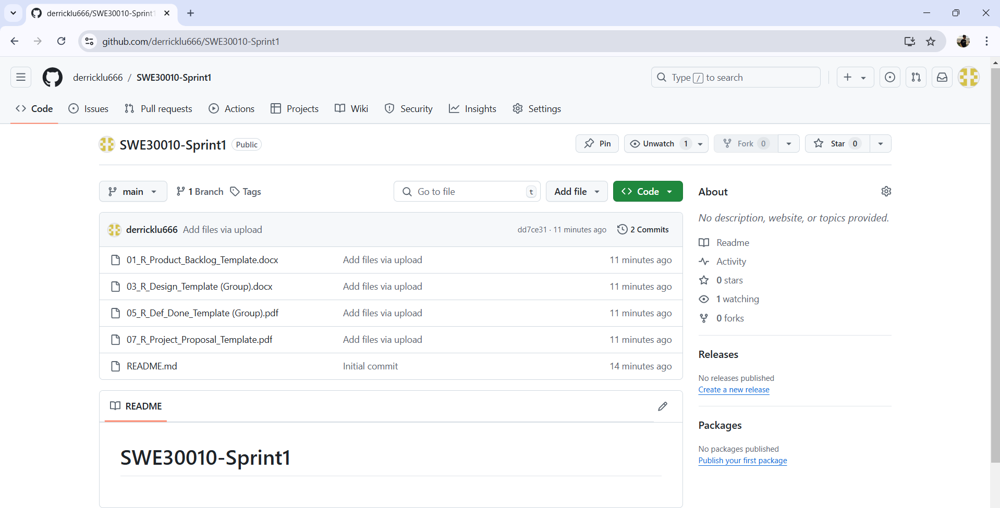 derricklu666/SWE30010-Sprint1
github.com/derricklu666/SWE30010-Sprint1
derricklu666 / SWE30010-Sprint1
Type / to search
Code Issues Pull requests Actions Projects Wiki Security Insights Settings
SWE30010-Sprint1 Public
Pin Unwatch 1 Fork 0 Star 0
main 1 Branch Tags Go to file t Add file Code
derricklu666 Add files via upload dd7ce31 · 11 minutes ago 2 Commits
01_R_Product_Backlog_Template.docx Add files via upload 11 minutes ago
03_R_Design_Template (Group).docx Add files via upload 11 minutes ago
05_R_Def_Done_Template (Group).pdf Add files via upload 11 minutes ago
07_R_Project_Proposal_Template.pdf Add files via upload 11 minutes ago
README.md Initial commit 14 minutes ago
README
SWE30010-Sprint1
About
No description, website, or topics provided.
Readme
Activity
0 stars
1 watching
0 forks
Releases
No releases published
Create a new release
Packages
No packages published
Publish your first package